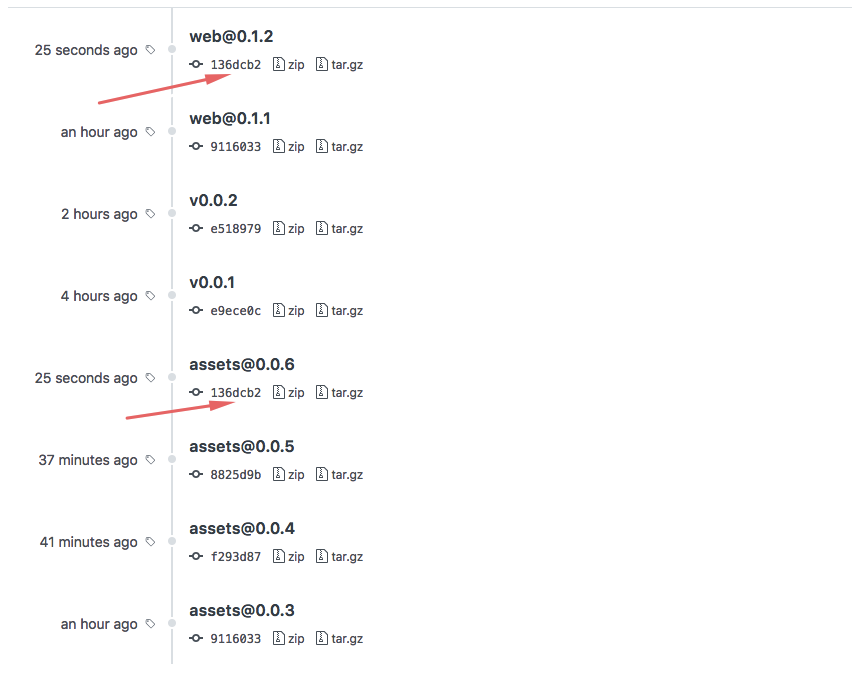 web@0.1.2
25 seconds ago
136dcb2 zip tar.gz
web@0.1.1
an hour ago
9116033 zip tar.gz
v0.0.2
2 hours ago
e518979 zip tar.gz
v0.0.1
4 hours ago
e9ece0c zip tar.gz
assets@0.0.6
25 seconds ago
136dcb2 zip tar.gz
assets@0.0.5
37 minutes ago
8825d9b zip tar.gz
assets@0.0.4
41 minutes ago
f293d87 zip tar.gz
assets@0.0.3
an hour ago
9116033 zip tar.gz